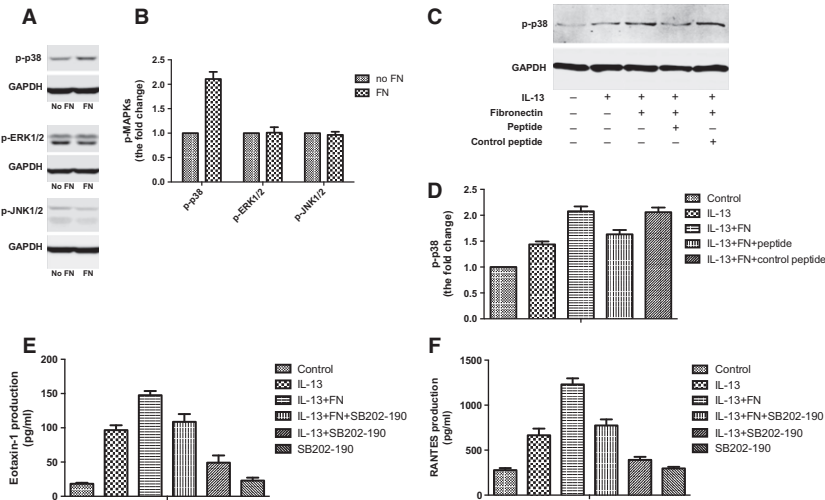 A
p-p38
GAPDH
No FN FN
p-ERK1/2
GAPDH
No FN FN
p-JNK1/2
GAPDH
No FN FN
B
p-MAPKs
(the fold change)
2.5
2.0
1.5
1.0
0.5
0.0
p-p38
p-ERK1/2
p-JNK1/2
no FN
FN
C
p-p38
GAPDH
IL-13 – + + + +
Fibronectin – – + + +
Peptide – – – + –
Control peptide – – – – +
D
p-p38
(the fold change)
2.5
2.0
1.5
1.0
0.5
0.0
Control
IL-13
IL-13+FN
IL-13+FN+peptide
IL-13+FN+control peptide
E
Eotaxin-1 production
(pg/ml)
200
150
100
50
0
Control
IL-13
IL-13+FN
IL-13+FN+SB202-190
IL-13+SB202-190
SB202-190
F
RANTES production
(pg/ml)
1500
1000
500
0
Control
IL-13
IL-13+FN
IL-13+FN+SB202-190
IL-13+SB202-190
SB202-190